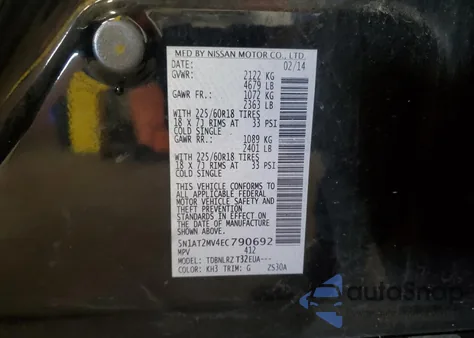 MFD BY NISSAN MOTOR CO., LTD.
DATE: 02/14
GVWR: 2122 KG
4679 LB
GAWR FR.: 1072 KG
2363 LB
WITH 225/60R18 TIRES
18 X 7J RIMS AT 33 PSI
COLD SINGLE
GAWR RR.: 1089 KG
2401 LB
WITH 225/60R18 TIRES
18 X 7J RIMS AT 33 PSI
COLD SINGLE
THIS VEHICLE CONFORMS TO
ALL APPLICABLE FEDERAL
MOTOR VEHICLE SAFETY AND
THEFT PREVENTION
STANDARDS IN EFFECT ON
THE DATE OF MANUFACTURE
SHOWN ABOVE.
5N1AT2MV4EC790692
MPV 412
MODEL: TDBNLRZ T32EUA---
COLOR: KH3 TRIM: G ZS30A
autoSnap